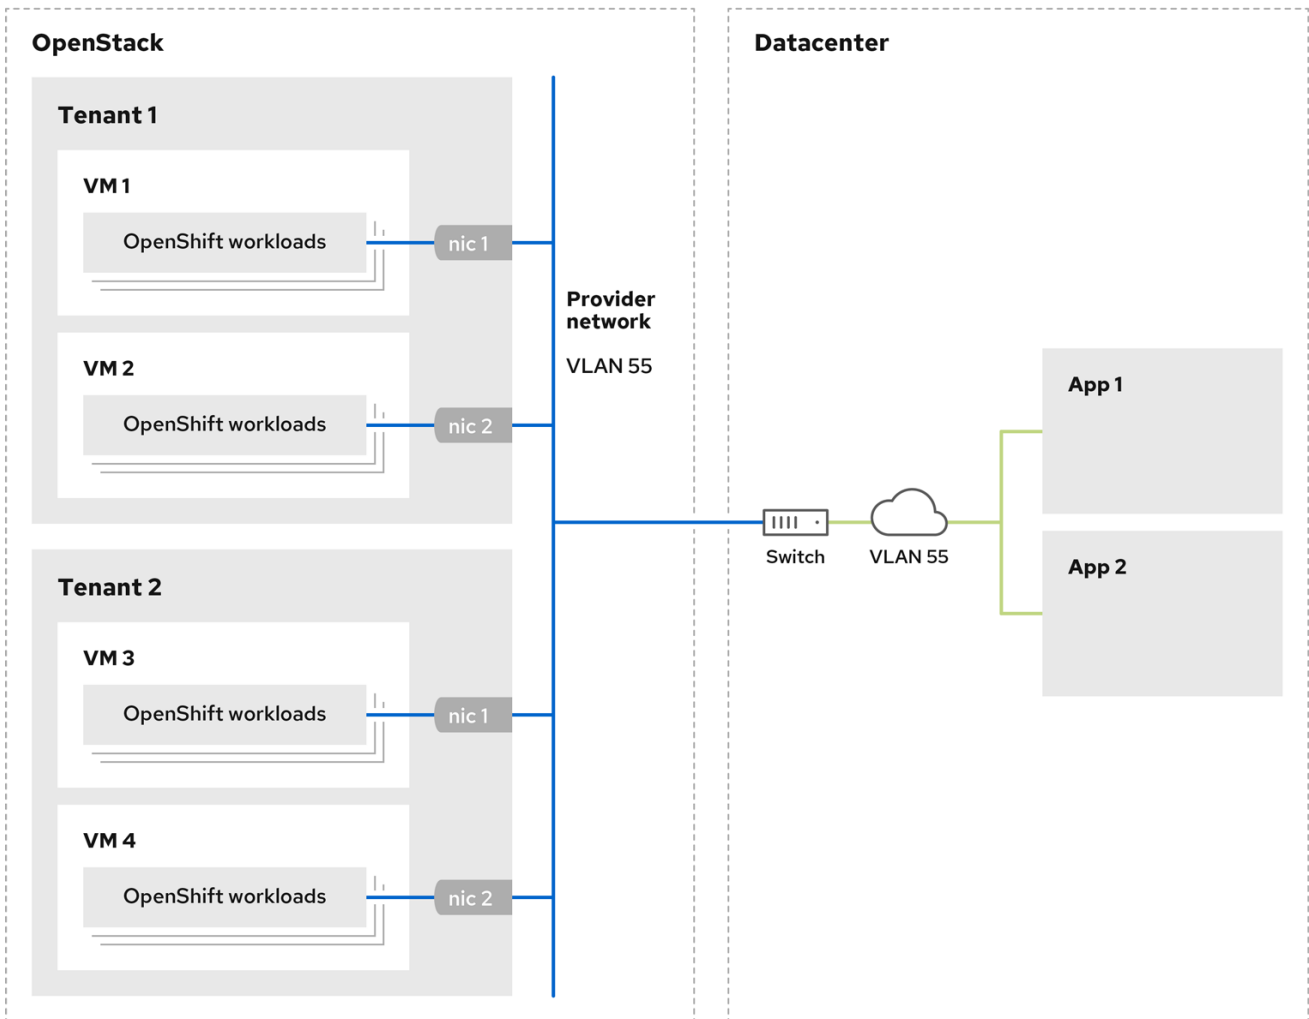 OpenStack
Tenant 1
VM 1
OpenShift workloads
nic 1
VM 2
OpenShift workloads
nic 2
Tenant 2
VM 3
OpenShift workloads
nic 1
VM 4
OpenShift workloads
nic 2
Provider
network
VLAN 55
Datacenter
Switch
VLAN 55
App 1
App 2